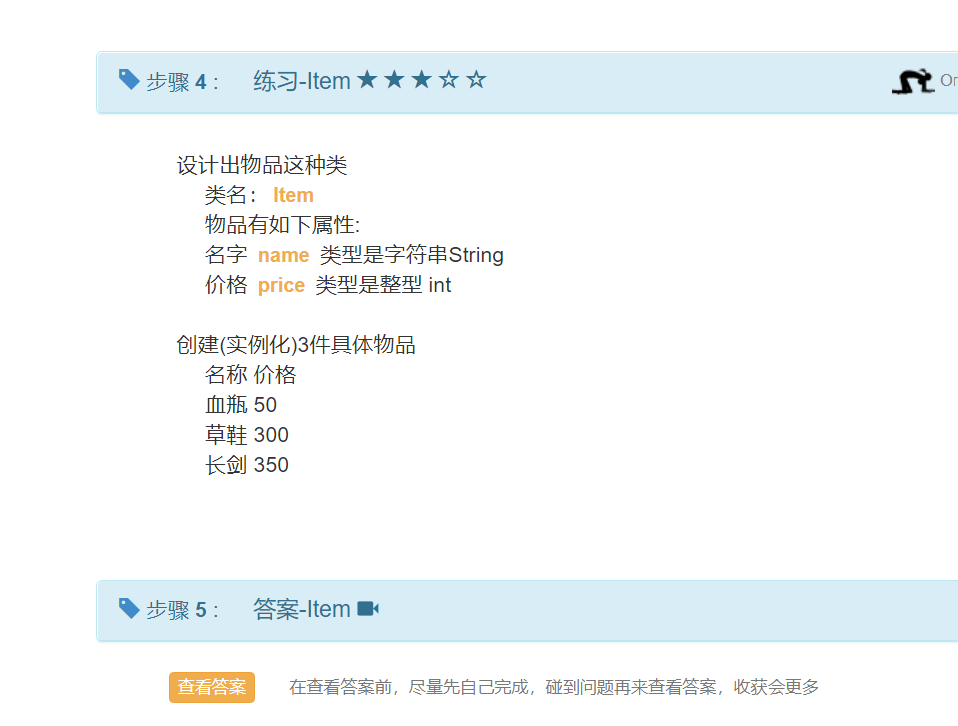 步骤 4 : 练习-Item ★★★☆☆
设计出物品这种类
类名： Item
物品有如下属性:
名字 name 类型是字符串String
价格 price 类型是整型 int
创建(实例化)3件具体物品
名称 价格
血瓶 50
草鞋 300
长剑 350
步骤 5 : 答案-Item
查看答案 在查看答案前，尽量先自己完成，碰到问题再来查看答案，收获会更多